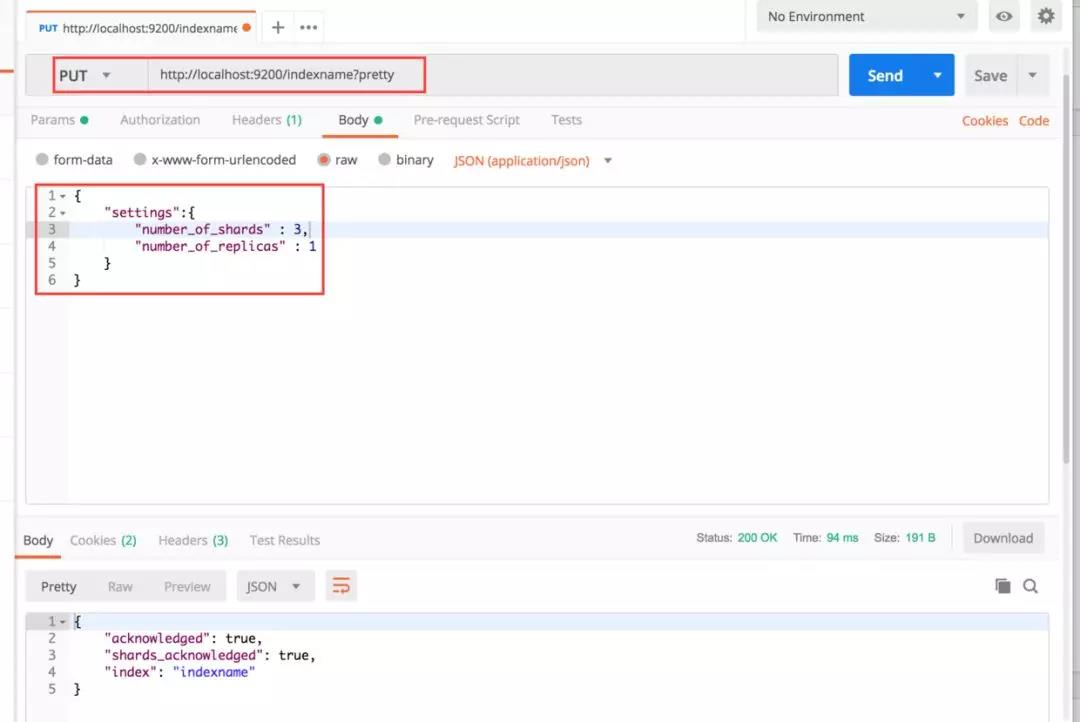 PUT http://localhost:9200/indexname + ••• No Environment
PUT http://localhost:9200/indexname?pretty Send Save
Params Authorization Headers (1) Body Pre-request Script Tests Cookies Code
form-data x-www-form-urlencoded raw binary JSON (application/json)
1 {
2 "settings":{
3 "number_of_shards" : 3,
4 "number_of_replicas" : 1
5 }
6 }
Body Cookies (2) Headers (3) Test Results Status: 200 OK Time: 94 ms Size: 191 B Download
Pretty Raw Preview JSON
1 {
2 "acknowledged": true,
3 "shards_acknowledged": true,
4 "index": "indexname"
5 }